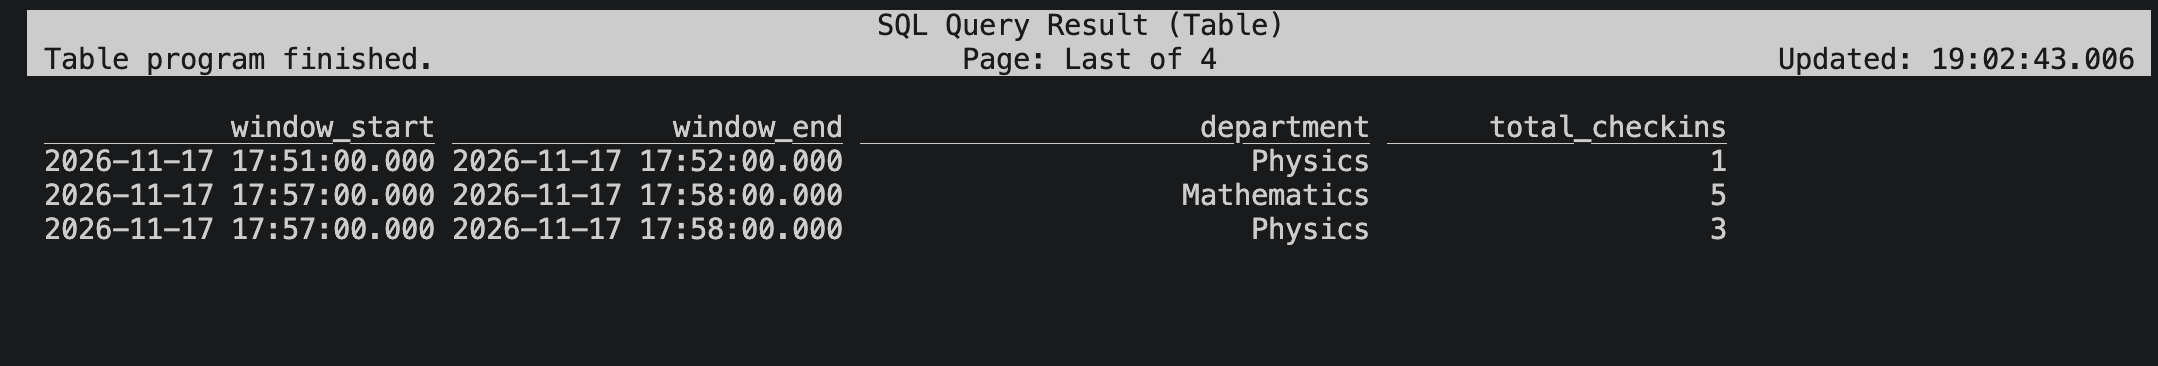 SQL Query Result (Table)
Table program finished. Page: Last of 4 Updated: 19:02:43.006
window_start window_end department total_checkins
2026-11-17 17:51:00.000 2026-11-17 17:52:00.000 Physics 1
2026-11-17 17:57:00.000 2026-11-17 17:58:00.000 Mathematics 5
2026-11-17 17:57:00.000 2026-11-17 17:58:00.000 Physics 3